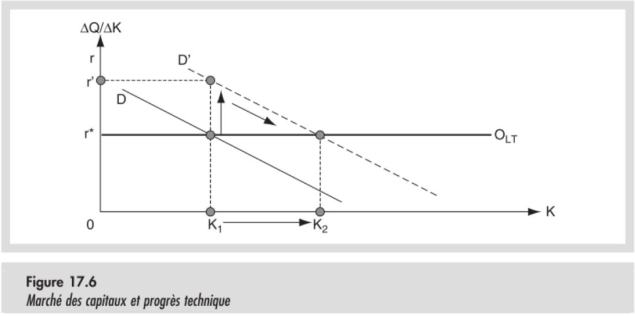 ΔQ/ΔK
r
D'
r'
D
r*
O_LT
0
K₁
K₂
K
Figure 17.6
Marché des capitaux et progrès technique